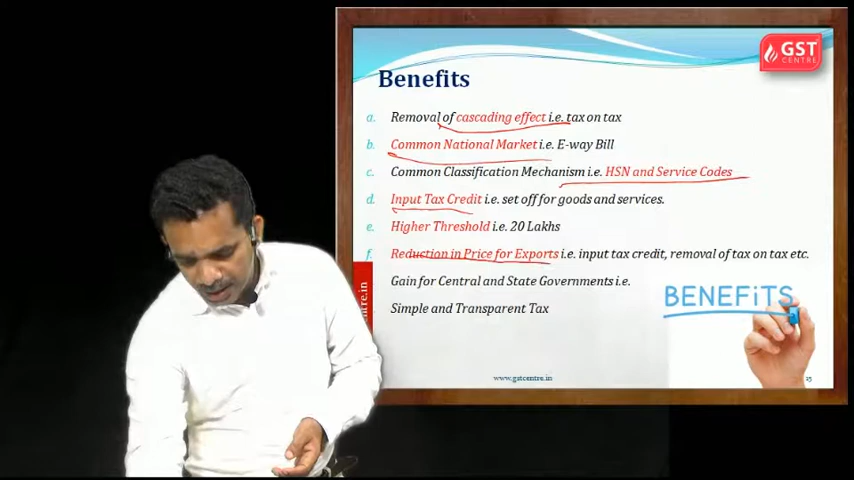 GST
CENTRE
Benefits
a. Removal of cascading effect i.e. tax on tax
b. Common National Market i.e. E-way Bill
c. Common Classification Mechanism i.e. HSN and Service Codes
d. Input Tax Credit i.e. set off for goods and services.
e. Higher Threshold i.e. 20 Lakhs
f. Reduction in Price for Exports i.e. input tax credit, removal of tax on tax etc.
Gain for Central and State Governments i.e.
Simple and Transparent Tax
BENEFiTS
www.gstcentre.in